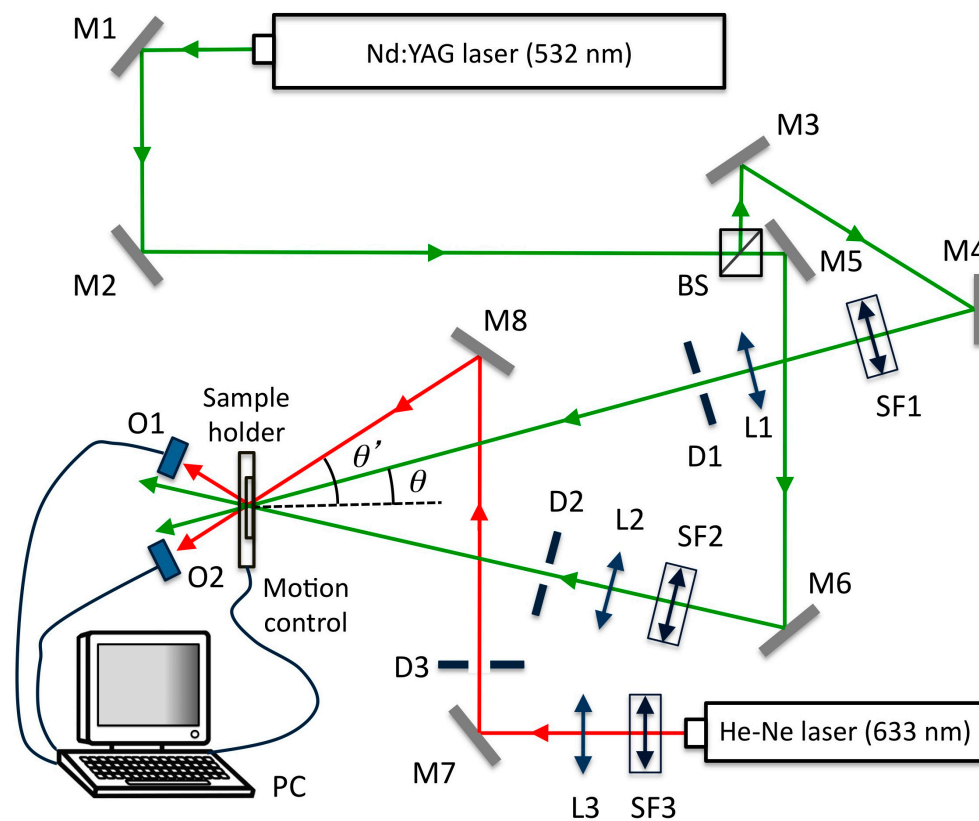 M1
Nd:YAG laser (532 nm)
M3
M2
BS
M5
M4
M8
SF1
L1
D1
Sample
holder
O1
θ’
θ
D2
L2
SF2
O2
Motion
control
M6
D3
He-Ne laser (633 nm)
M7
PC
L3
SF3